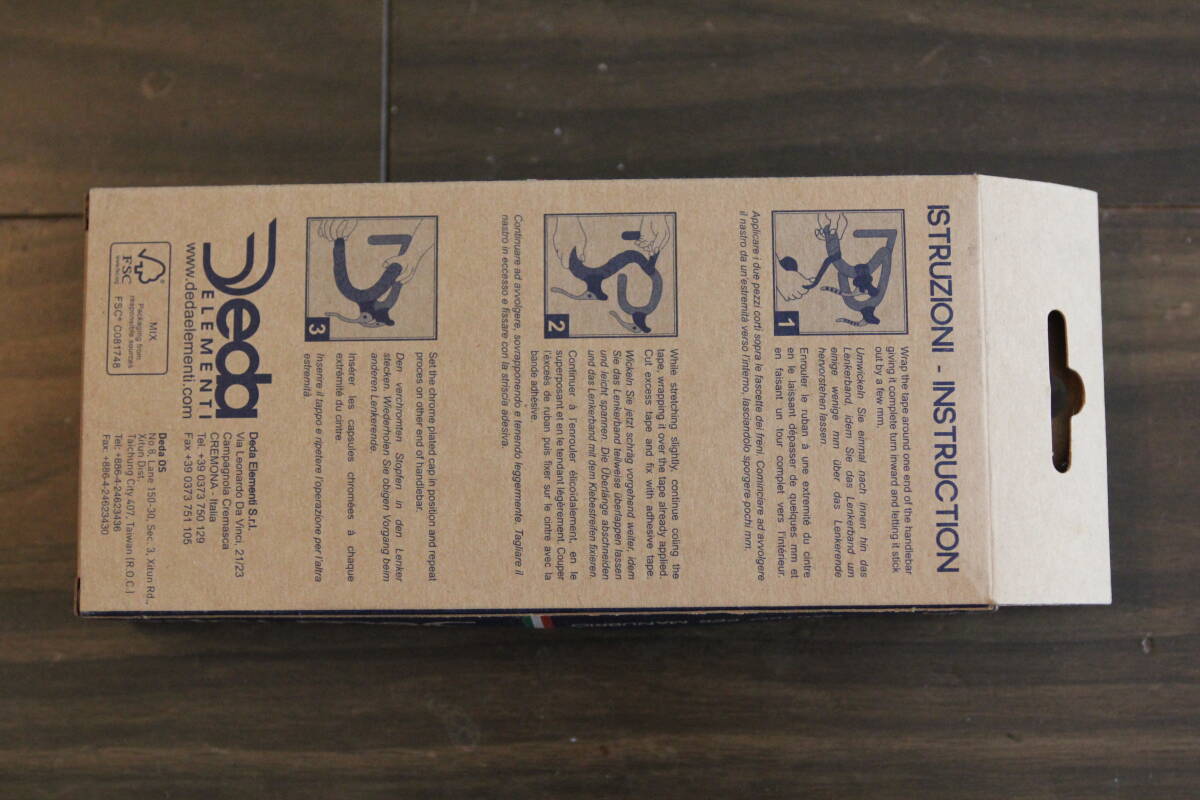 ISTRUZIONI - INSTRUCTION
1
Wrap the tape around one end of the handlebar
giving it complete turn inward and letting it stick
out by a few mm.
Umwickeln Sie einmal nach innen hin das
Lenkerband, idem Sie das Lenkerband um
einige wenige mm über das Lenkerende
hervorstehen lassen.
Enrouler le ruban à une extremité du cintre
en le laissant dépasser de quelques mm et
en faisant un tour complet vers l'intérieur.
Applicare i due pezzi corti sopra le fascette dei freni. Cominciare ad avvolgere
il nastro da un'estremità verso l'interno, lasciandolo sporgere pochi mm.
2
While stretching slightly, continue coling the
tape, wrapping it over the tape already applied.
Cut excess tape and fix with adhesive tape.
Wickeln Sie jetzt schräg vorgehend weiter, idem
Sie das Lenkerband teilweise überlappen lassen
und leicht spannen. Die Überlänge abschneiden
und das Lenkerband mit dem Klebestreifen fixieren.
Continuer à l'enrouler élicoïdalement, en le
superposant et en le tendant légèrement. Couper
l'éxceés de ruban puis fixer sur le cintre avec la
bande adhésive.
Continuare ad avvolgere, sovrapponendo e tenendo leggermente. Tagliare il
nastro in eccesso e fissare con la striscia adesiva.
3
Set the chrome plated cap in position and repeat
proces on other end of handlebar.
Den verchromten Stopfen in den Lenker
stecken. Wiederholen Sie obigen Vorgang beim
anderen Lenkerende.
Insérer les capsules chromées à chaque
extrémité du cintre.
Inserire il tappo e ripetere l'operazione per l'altra
estremità.
Deda
ELEMENTI
www.dedaelementi.com
Deda Elementi S.r.l.
Via Leonardo Da Vinci, 21/23
Campagnola Cremasca
CREMONA - Italia
Tel +39 0373 750 129
Fax +39 0373 751 105
FSC
MIX
Packaging from
responsible sources
FSC® C081748
Deda OS
No 8, Lane 150-30, Sec. 3, Xitun Rd.,
Xitun Dist.,
Taichung City 407, Taiwan (R.O.C.)
Tel: +886-4-24623436
Fax: +886-4-24623430
PER MANUBRIO